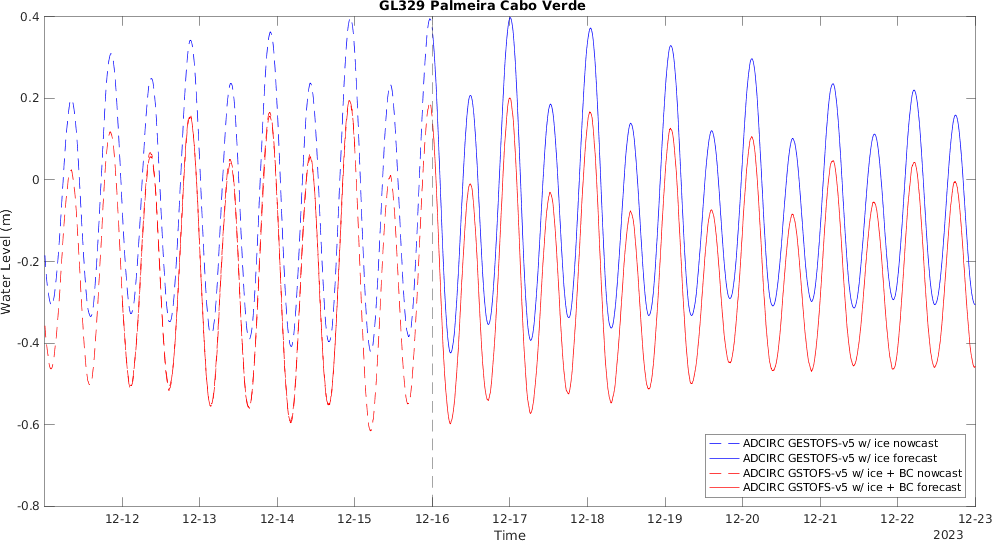 GL329 Palmeira Cabo Verde
0.4
0.2
0
-0.2
-0.4
-0.6
-0.8
Water Level (m)
ADCIRC GESTOFS-v5 w/ ice nowcast
ADCIRC GESTOFS-v5 w/ ice forecast
ADCIRC GSTOFS-v5 w/ ice + BC nowcast
ADCIRC GSTOFS-v5 w/ ice + BC forecast
12-12 12-13 12-14 12-15 12-16 12-17 12-18 12-19 12-20 12-21 12-22 12-23
Time
2023